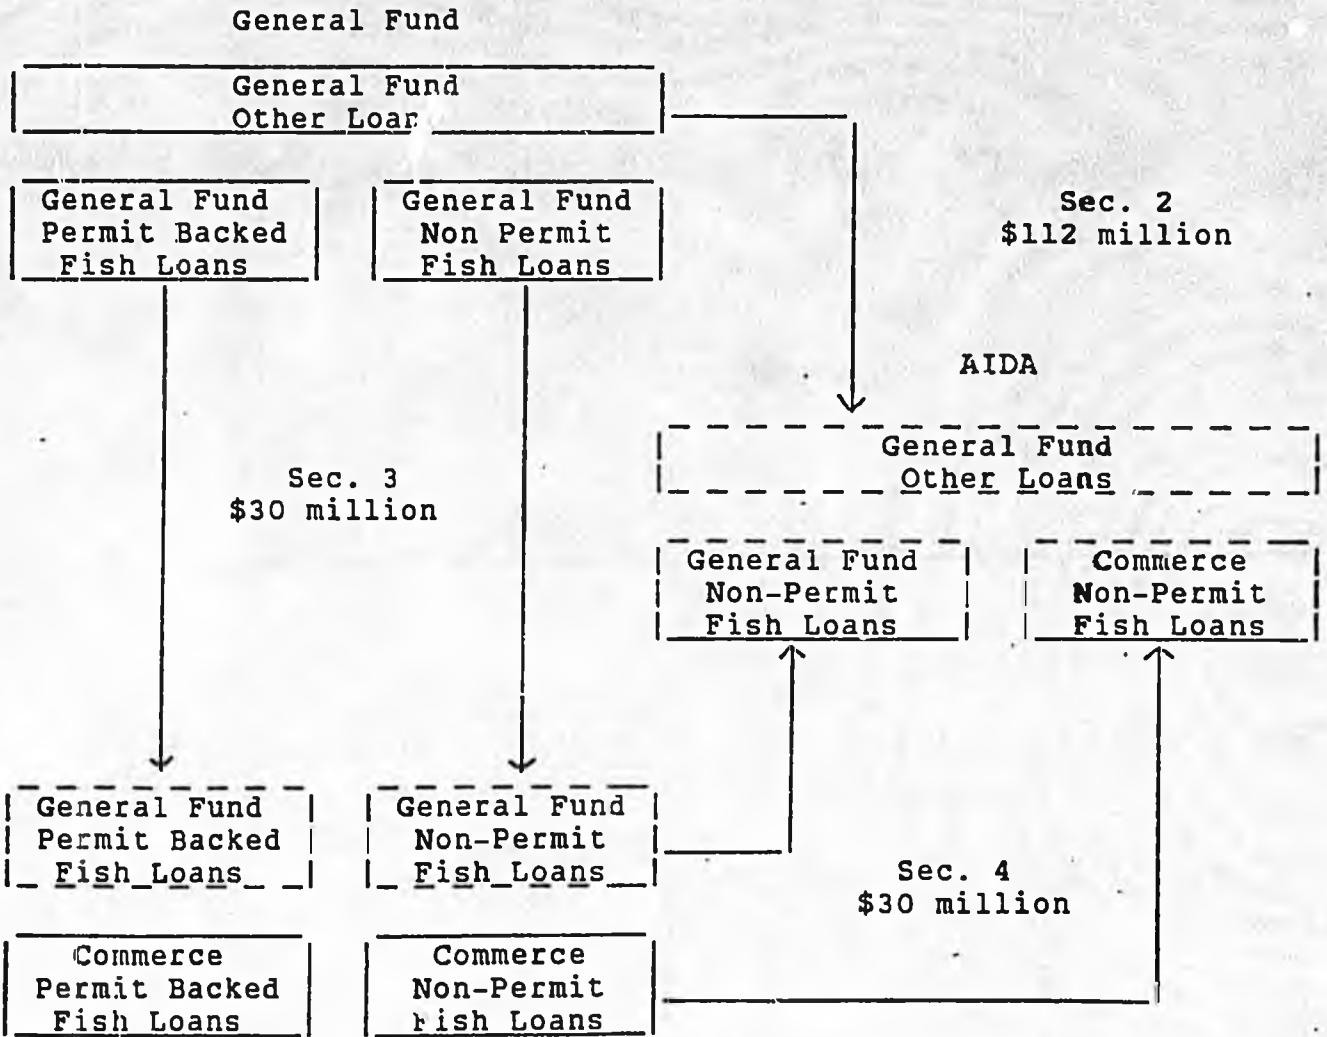 General Fund
General Fund
Other Loan
General Fund
Permit Backed
Fish Loans
General Fund
Non Permit
Fish Loans
Sec. 2
$112 million
AIDA
General Fund
Other Loans
Sec. 3
$30 million
General Fund
Non-Permit
Fish Loans
Commerce
Non-Permit
Fish Loans
General Fund
Permit Backed
Fish Loans
General Fund
Non-Permit
Fish Loans
Sec. 4
$30 million
Commerce
Permit Backed
Fish Loans
Commerce
Non-Permit
Fish Loans